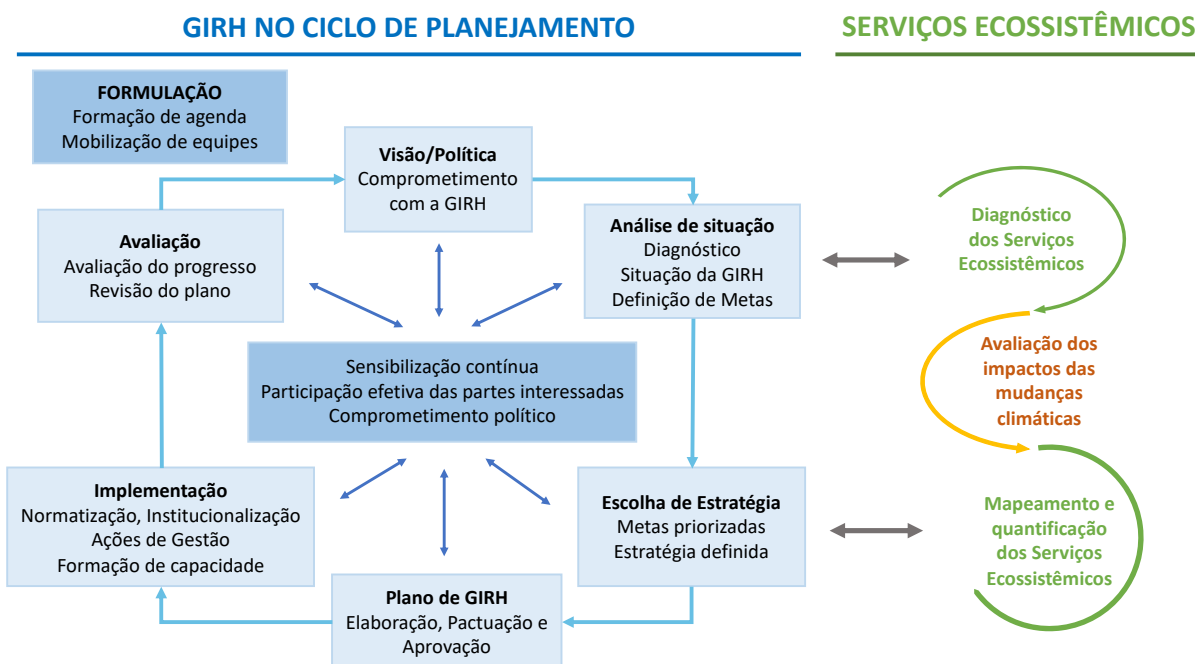 GIRH NO CICLO DE PLANEJAMENTO
SERVIÇOS ECOSSISTÊMICOS
FORMULAÇÃO
Formação de agenda
Mobilização de equipes
Visão/Política
Comprometimento
com a GIRH
Análise de situação
Diagnóstico
Situação da GIRH
Definição de Metas
Diagnóstico
dos Serviços
Ecossistêmicos
Avaliação
Avaliação do progresso
Revisão do plano
Sensibilização contínua
Participação efetiva das partes interessadas
Comprometimento político
Avaliação dos
impactos das
mudanças
climáticas
Implementação
Normatização, Institucionalização
Ações de Gestão
Formação de capacidade
Escolha de Estratégia
Metas priorizadas
Estratégia definida
Mapeamento e
quantificação
dos Serviços
Ecossistêmicos
Plano de GIRH
Elaboração, Pactuação e
Aprovação